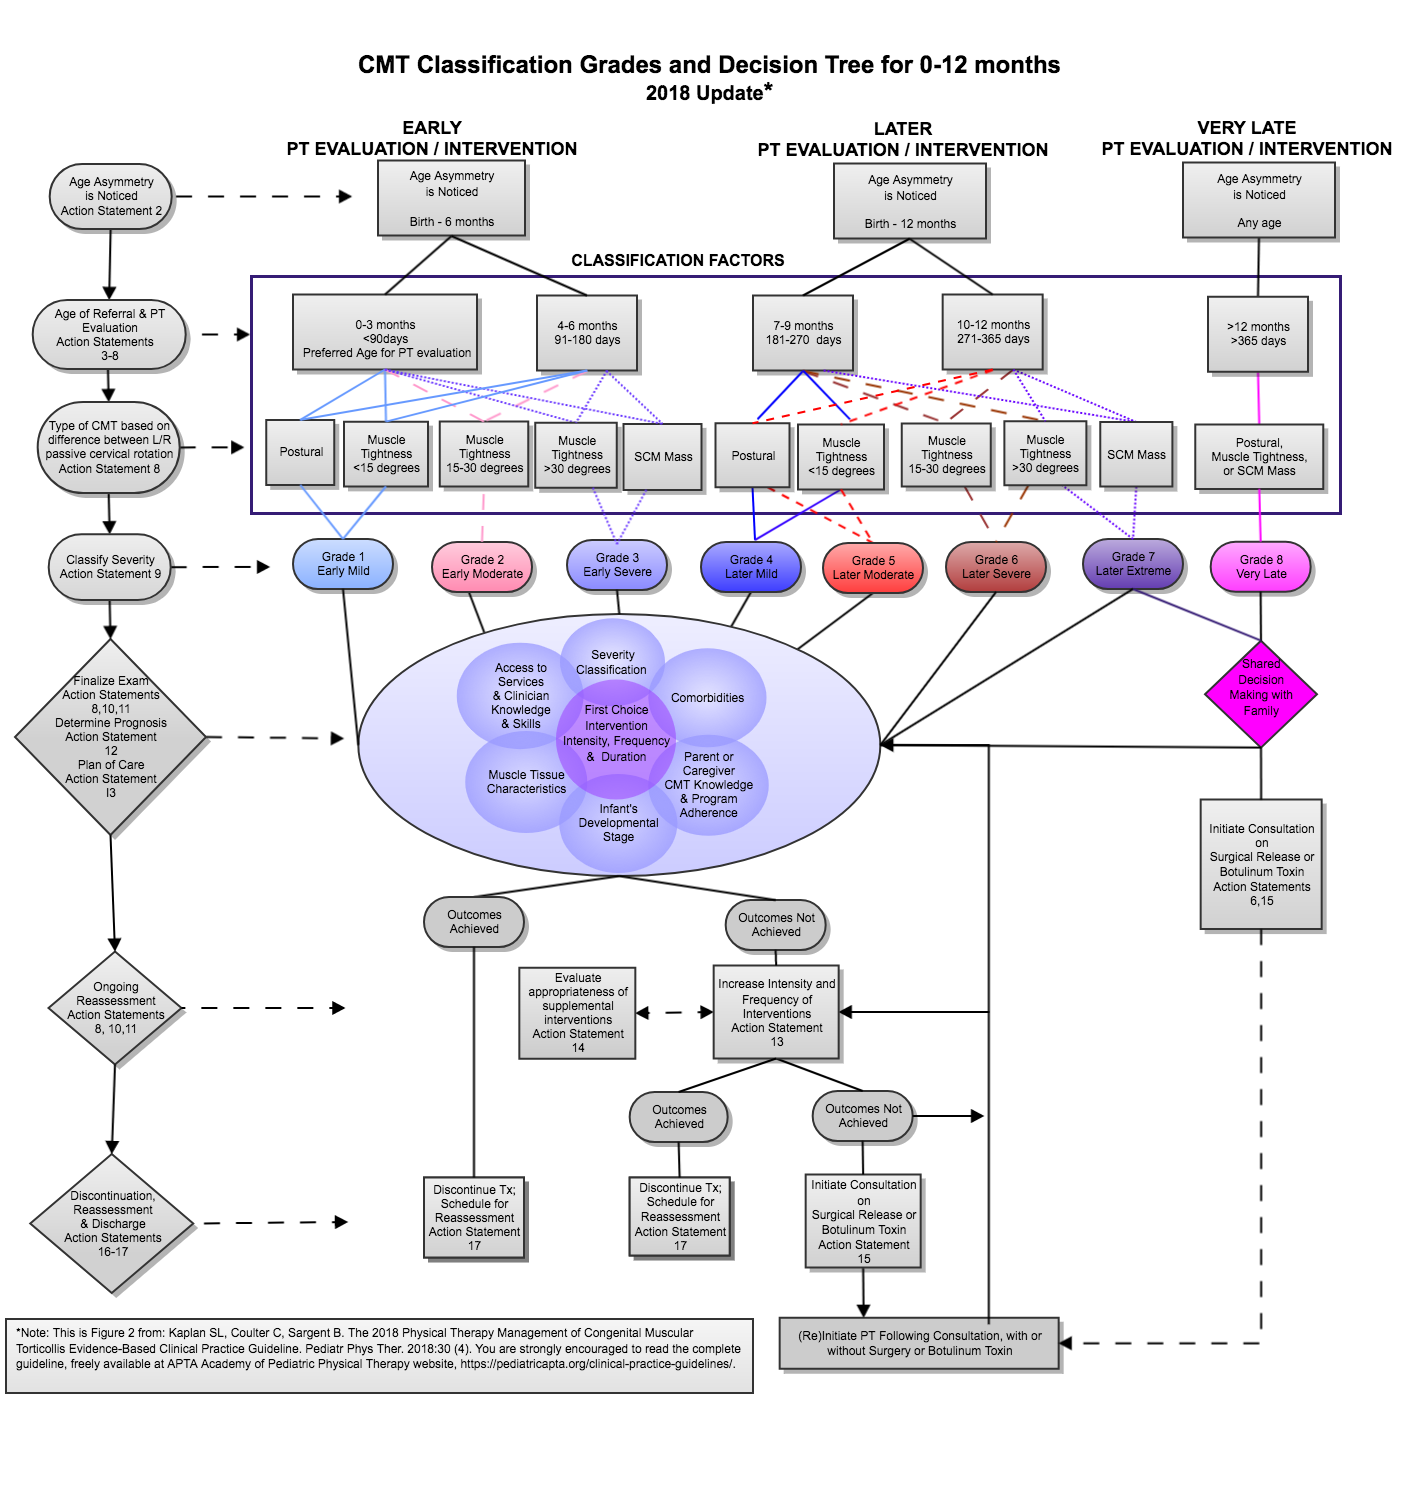 CMT Classification Grades and Decision Tree for 0-12 months
2018 Update*
EARLY
PT EVALUATION / INTERVENTION
LATER
PT EVALUATION / INTERVENTION
VERY LATE
PT EVALUATION / INTERVENTION
Age Asymmetry
is Noticed
Action Statement 2
Age Asymmetry
is Noticed
Birth - 6 months
Age Asymmetry
is Noticed
Birth - 12 months
Age Asymmetry
is Noticed
Any age
CLASSIFICATION FACTORS
Age of Referral & PT
Evaluation
Action Statements
3-8
0-3 months
<90days
Preferred Age for PT evaluation
4-6 months
91-180 days
7-9 months
181-270 days
10-12 months
271-365 days
>12 months
>365 days
Type of CMT based on
difference between L/R
passive cervical rotation
Action Statement 8
Postural
Muscle
Tightness
<15 degrees
Muscle
Tightness
15-30 degrees
Muscle
Tightness
>30 degrees
SCM Mass
Postural
Muscle
Tightness
<15 degrees
Muscle
Tightness
15-30 degrees
Muscle
Tightness
>30 degrees
SCM Mass
Postural,
Muscle Tightness,
or SCM Mass
Classify Severity
Action Statement 9
Grade 1
Early Mild
Grade 2
Early Moderate
Grade 3
Early Severe
Grade 4
Later Mild
Grade 5
Later Moderate
Grade 6
Later Severe
Grade 7
Later Extreme
Grade 8
Very Late
Finalize Exam
Action Statements
8,10,11
Determine Prognosis
Action Statement
12
Plan of Care
Action Statement
I3
Access to
Services
& Clinician
Knowledge
& Skills
Severity
Classification
Comorbidities
First Choice
Intervention
Intensity, Frequency
& Duration
Muscle Tissue
Characteristics
Infant's
Developmental
Stage
Parent or
Caregiver
CMT Knowledge
& Program
Adherence
Shared
Decision
Making with
Family
Initiate Consultation
on
Surgical Release or
Botulinum Toxin
Action Statements
6,15
Outcomes
Achieved
Outcomes Not
Achieved
Ongoing
Reassessment
Action Statements
8, 10,11
Evaluate
appropriateness of
supplemental
interventions
Action Statement
14
Increase Intensity and
Frequency of
Interventions
Action Statement
13
Outcomes
Achieved
Outcomes Not
Achieved
Discontinuation,
Reassessment
& Discharge
Action Statements
16-17
Discontinue Tx;
Schedule for
Reassessment
Action Statement
17
Discontinue Tx;
Schedule for
Reassessment
Action Statement
17
Initiate Consultation
on
Surgical Release or
Botulinum Toxin
Action Statement
15
(Re)Initiate PT Following Consultation, with or
without Surgery or Botulinum Toxin
*Note: This is Figure 2 from: Kaplan SL, Coulter C, Sargent B. The 2018 Physical Therapy Management of Congenital Muscular
Torticollis Evidence-Based Clinical Practice Guideline. Pediatr Phys Ther. 2018:30 (4). You are strongly encouraged to read the complete
guideline, freely available at APTA Academy of Pediatric Physical Therapy website, https://pediatricapta.org/clinical-practice-guidelines/.